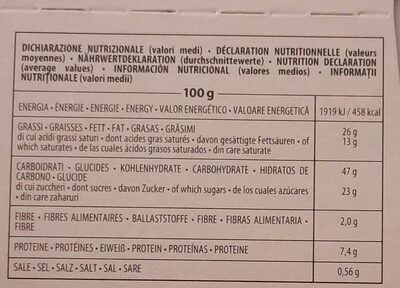 DICHIARAZIONE NUTRIZIONALE (valori medi) • DÉCLARATION NUTRITIONNELLE (valeurs
moyennes) • NÄHRWERTDEKLARATION (durchschnittswerte) • NUTRITION DECLARATION
(average values) • INFORMACIÓN NUTRICIONAL (valores medios) • INFORMAȚII
NUTRIȚIONALE (valori medii)
100 g
ENERGIA • ÉNERGIE • ENERGIE • ENERGY • VALOR ENERGÉTICO • VALOARE ENERGETICĂ 1919 kJ / 458 kcal
GRASSI • GRAISSES • FETT • FAT • GRASAS • GRĂSIMI 26 g
di cui acidi grassi saturi • dont acides gras saturés • davon gesättigte Fettsäuren • of 13 g
which saturates • de las cuales ácidos grasos saturados • din care saturate
CARBOIDRATI • GLUCIDES • KOHLENHYDRATE • CARBOHYDRATE • HIDRATOS DE 47 g
CARBONO • GLUCIDE
di cui zuccheri • dont sucres • davon Zucker • of which sugars • de los cuales azúcares 23 g
• din care zaharuri
FIBRE • FIBRES ALIMENTAIRES • BALLASTSTOFFE • FIBRE • FIBRAS ALIMENTARIA • 2,0 g
FIBRE
PROTEINE • PROTÉINES • EIWEIß • PROTEIN • PROTEÍNAS • PROTEINE 7,4 g
SALE • SEL • SALZ • SALT • SAL • SARE 0,56 g